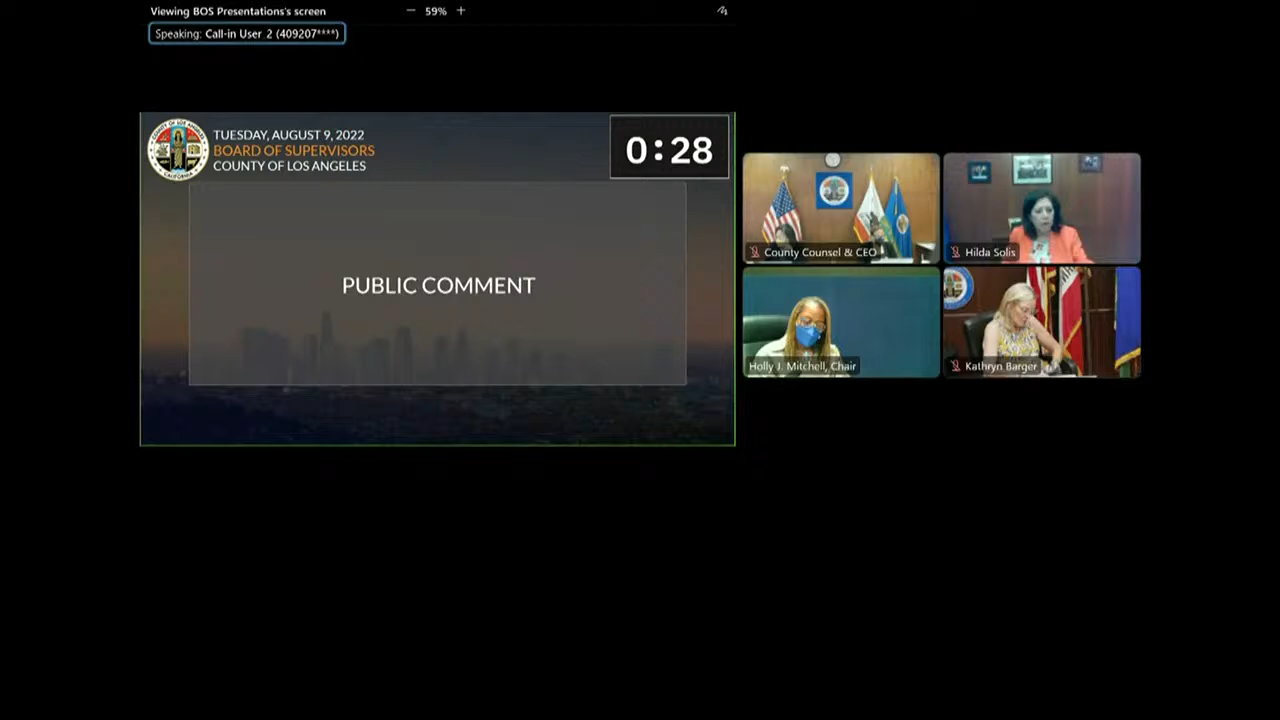 Viewing BOS Presentations's screen
59%
Speaking: Call-in User 2 (409207****)
TUESDAY, AUGUST 9, 2022
BOARD OF SUPERVISORS
COUNTY OF LOS ANGELES
0:28
PUBLIC COMMENT
County Counsel & CEO
Hilda Solis
Holly J. Mitchell, Chair
Kathryn Barger